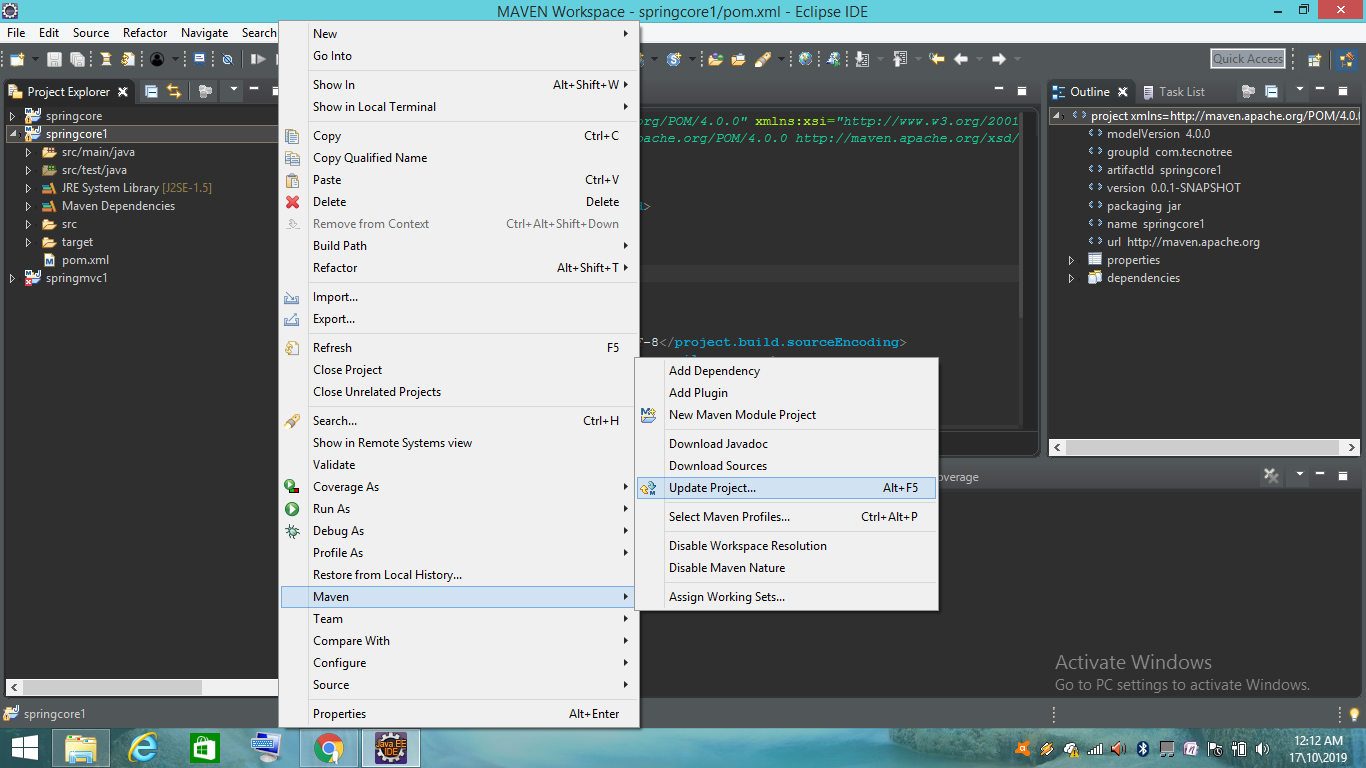 MAVEN Workspace - springcore1/pom.xml - Eclipse IDE
File Edit Source Refactor Navigate Search
Quick Access
Project Explorer
springcore
springcore1
src/main/java
src/test/java
JRE System Library [J2SE-1.5]
Maven Dependencies
src
target
pom.xml
springmvc1
New
Go Into
Show In Alt+Shift+W
Show in Local Terminal
Copy Ctrl+C
Copy Qualified Name
Paste Ctrl+V
Delete Delete
Remove from Context Ctrl+Alt+Shift+Down
Build Path
Refactor Alt+Shift+T
Import...
Export...
Refresh F5
Close Project
Close Unrelated Projects
Search... Ctrl+H
Show in Remote Systems view
Validate
Coverage As
Run As
Debug As
Profile As
Restore from Local History...
Maven
Team
Compare With
Configure
Source
Properties Alt+Enter
org/POM/4.0.0" xmlns:xsi="http://www.w3.org/2001
pache.org/POM/4.0.0 http://maven.apache.org/xsd/
>
-8</project.build.sourceEncoding>
Add Dependency
Add Plugin
New Maven Module Project
Download Javadoc
Download Sources
Update Project... Alt+F5
Select Maven Profiles... Ctrl+Alt+P
Disable Workspace Resolution
Disable Maven Nature
Assign Working Sets...
overage
Outline Task List
project xmlns=http://maven.apache.org/POM/4.0.0
modelVersion 4.0.0
groupId com.tecnotree
artifactId springcore1
version 0.0.1-SNAPSHOT
packaging jar
name springcore1
url http://maven.apache.org
properties
dependencies
Activate Windows
Go to PC settings to activate Windows.
springcore1
Java EE
IDE
12:12 AM
17\10\2019